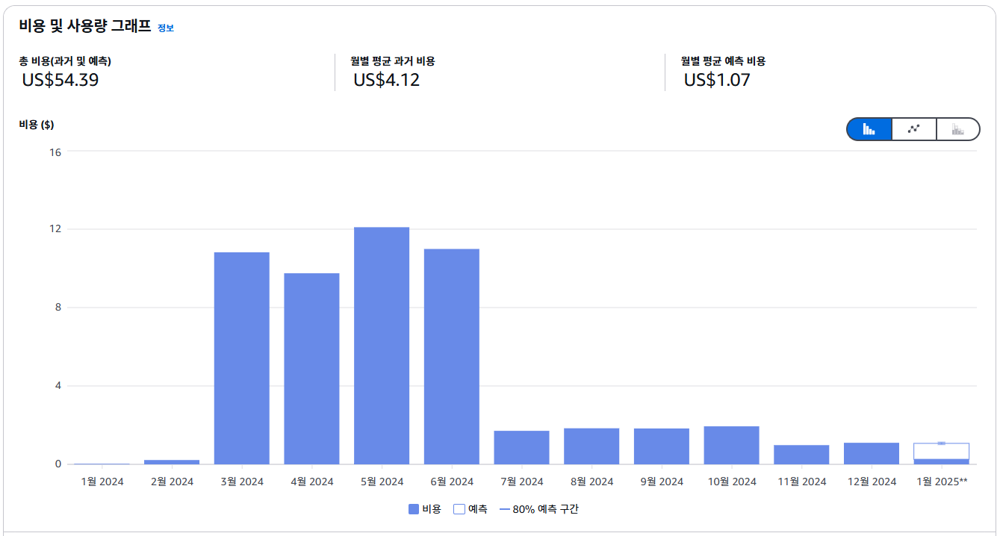 비용 및 사용량 그래프 정보
총 비용(과거 및 예측)
US$54.39
월별 평균 과거 비용
US$4.12
월별 평균 예측 비용
US$1.07
비용 ($)
16
12
8
4
0
1월 2024
2월 2024
3월 2024
4월 2024
5월 2024
6월 2024
7월 2024
8월 2024
9월 2024
10월 2024
11월 2024
12월 2024
1월 2025**
비용
예측
80% 예측 구간